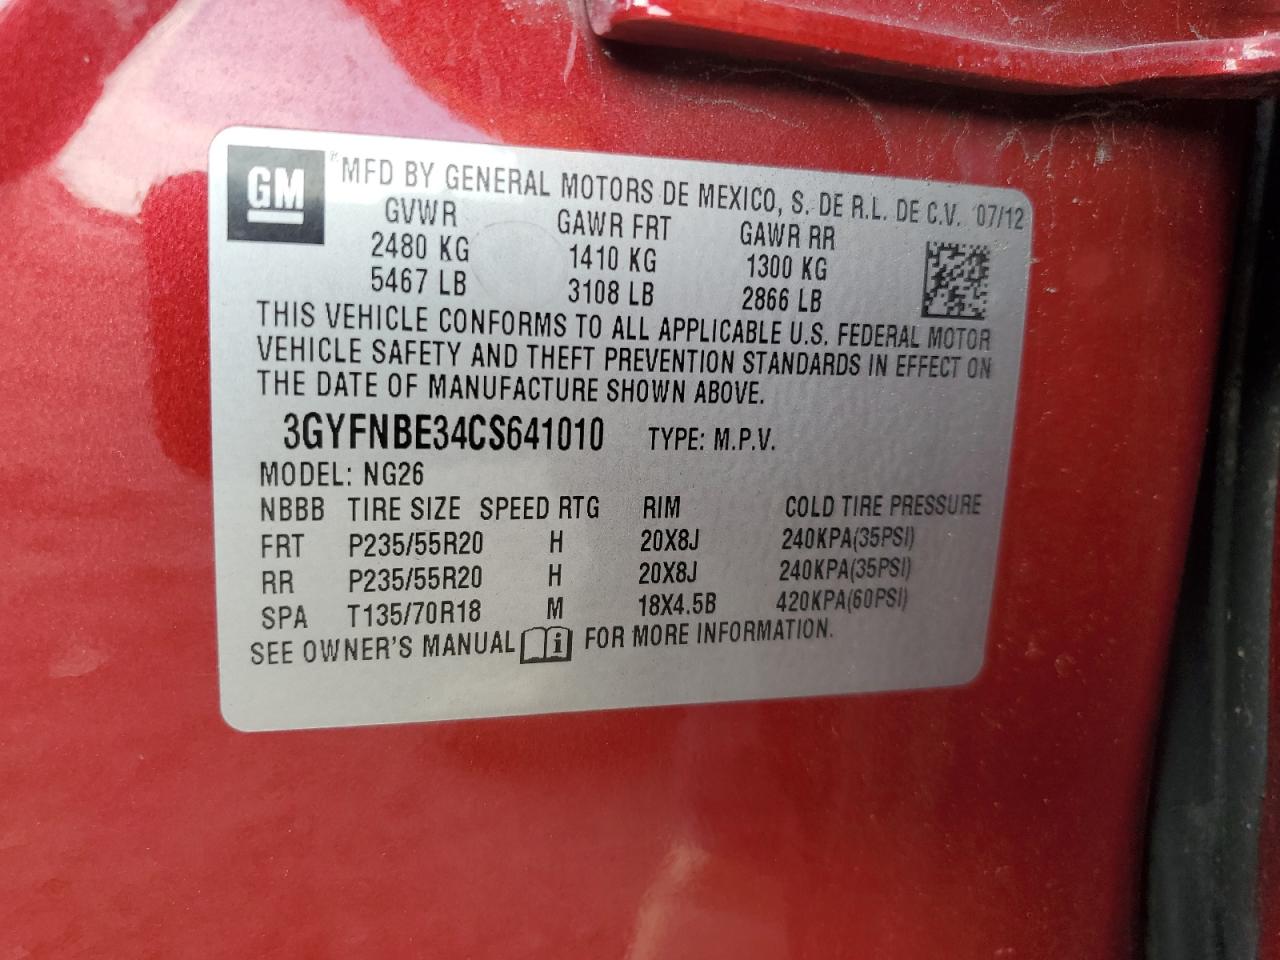 GM
MFD BY GENERAL MOTORS DE MEXICO, S. DE R.L. DE C.V. 07/12
GVWR GAWR FRT GAWR RR
2480 KG 1410 KG 1300 KG
5467 LB 3108 LB 2866 LB
THIS VEHICLE CONFORMS TO ALL APPLICABLE U.S. FEDERAL MOTOR
VEHICLE SAFETY AND THEFT PREVENTION STANDARDS IN EFFECT ON
THE DATE OF MANUFACTURE SHOWN ABOVE.
3GYFNBE34CS641010 TYPE: M.P.V.
MODEL: NG26
NBBB TIRE SIZE SPEED RTG RIM COLD TIRE PRESSURE
FRT P235/55R20 H 20X8J 240KPA(35PSI)
RR P235/55R20 H 20X8J 240KPA(35PSI)
SPA T135/70R18 M 18X4.5B 420KPA(60PSI)
SEE OWNER'S MANUAL i FOR MORE INFORMATION.